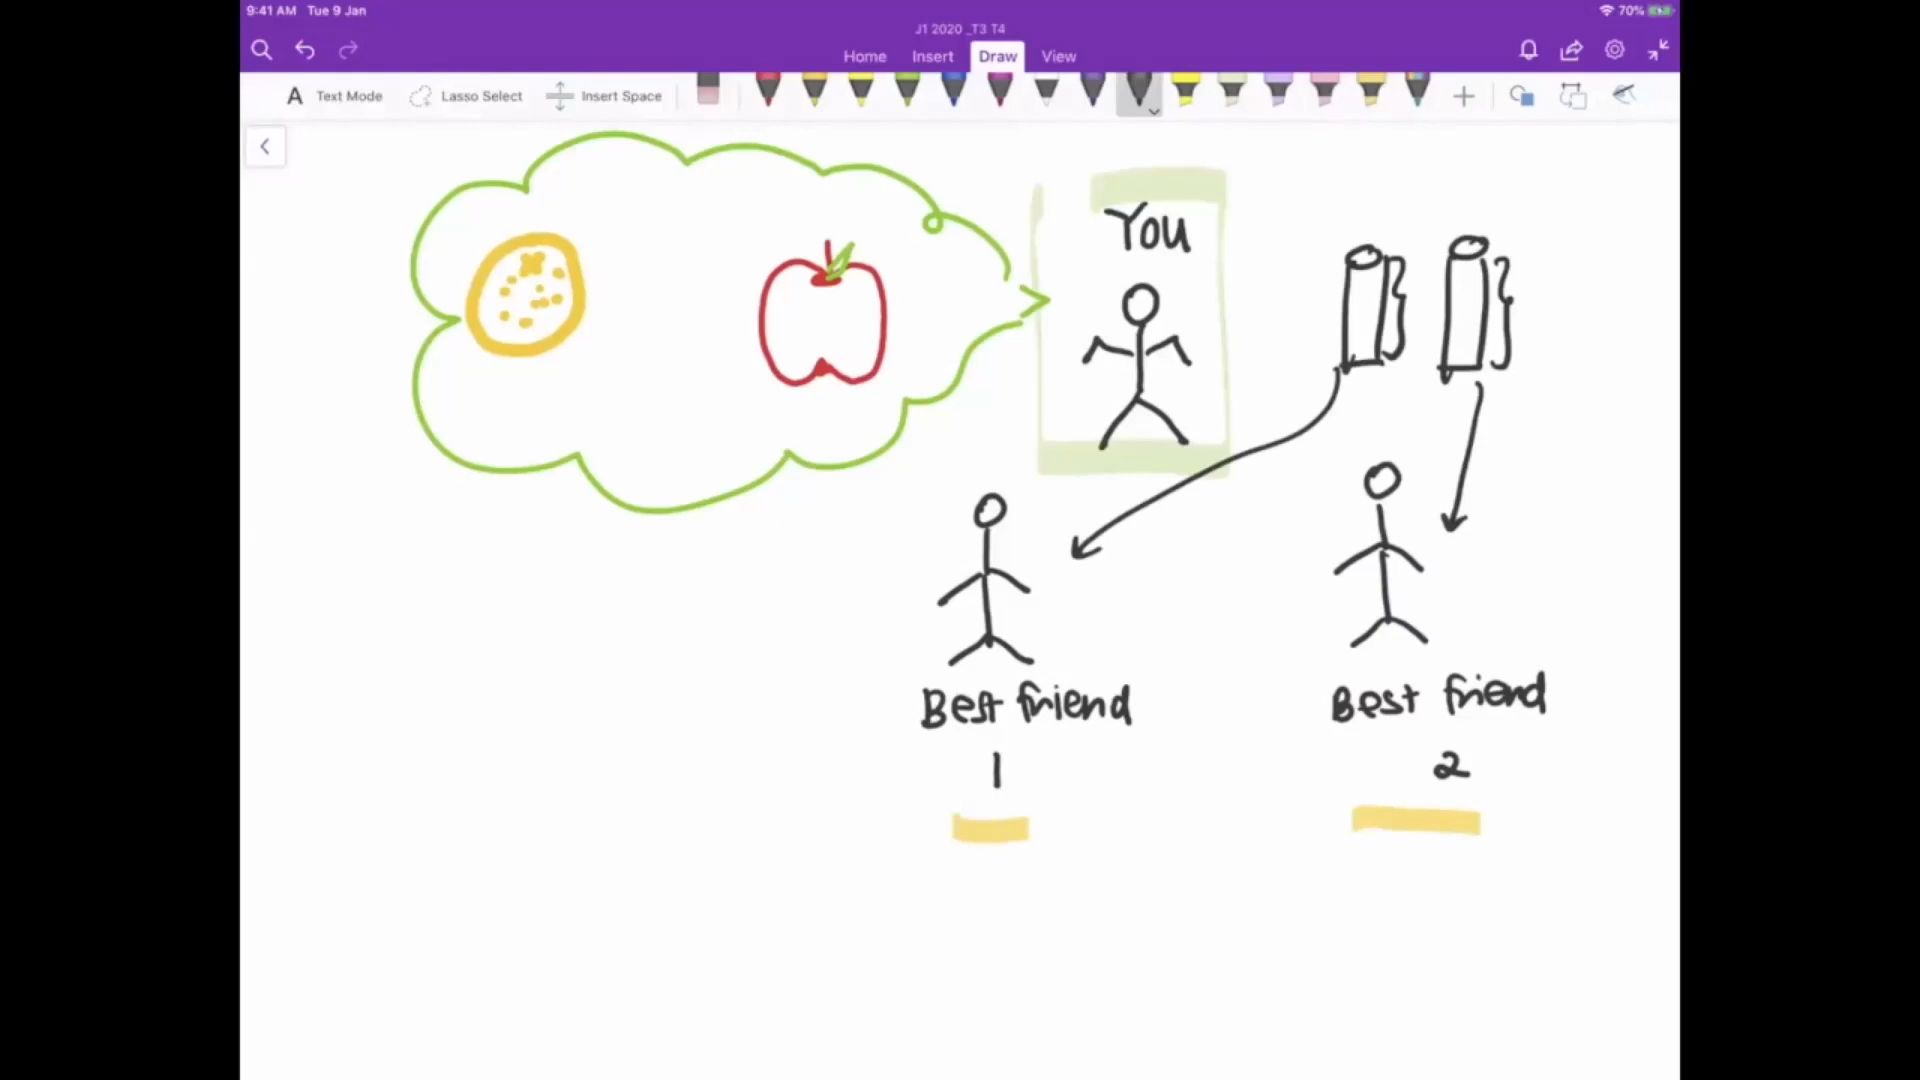 9:41 AM Tue 9 Jan
70%
J1 2020 _T3 T4
Home Insert Draw View
A Text Mode Lasso Select Insert Space
You
Best friend
1
Best friend
2